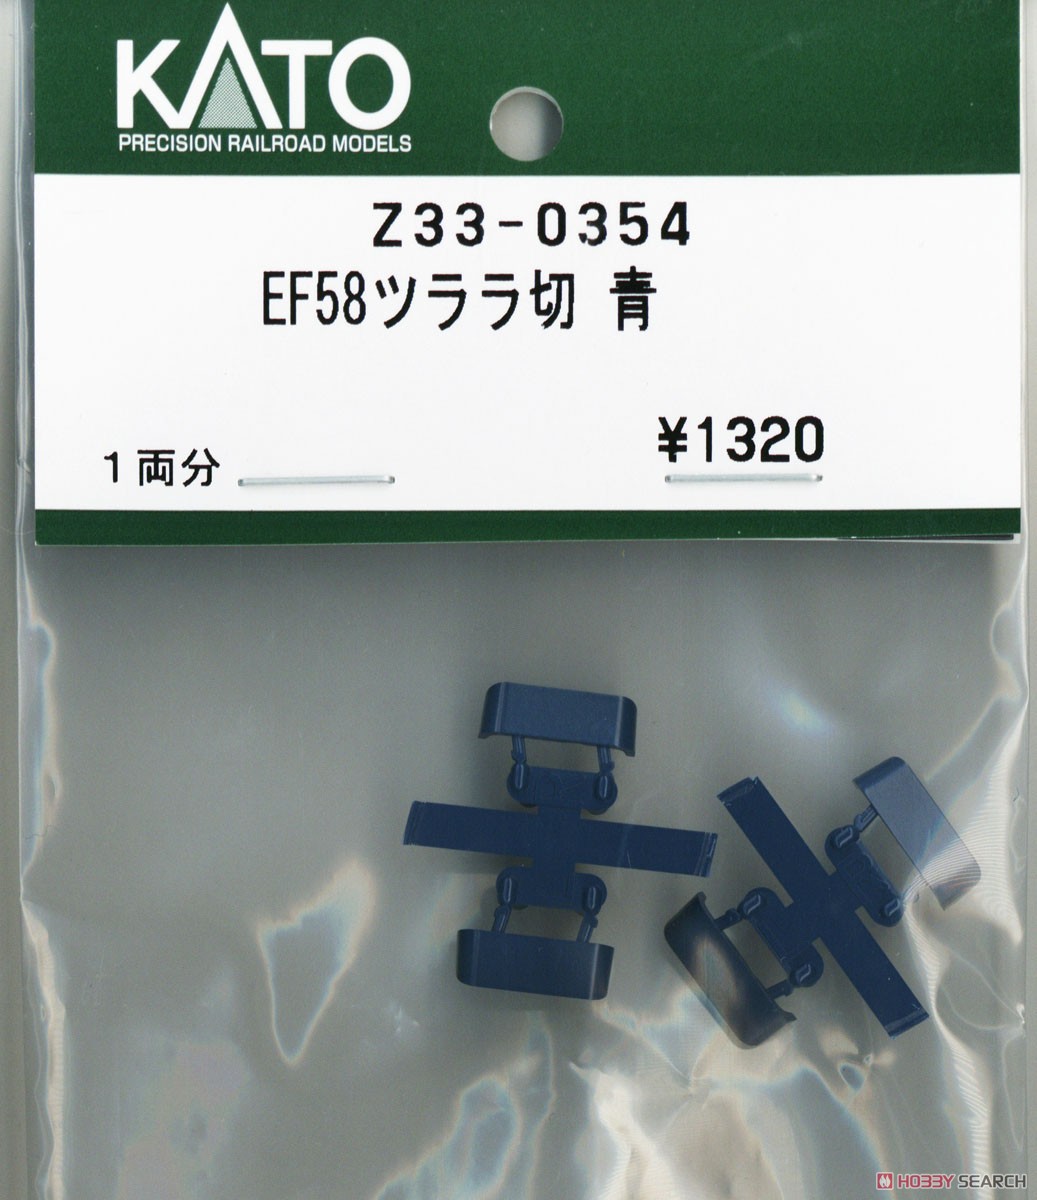 KATO
PRECISION RAILROAD MODELS
Z33-0354
EF58ツララ切 青
1両分
¥1320
HOBBY SEARCH